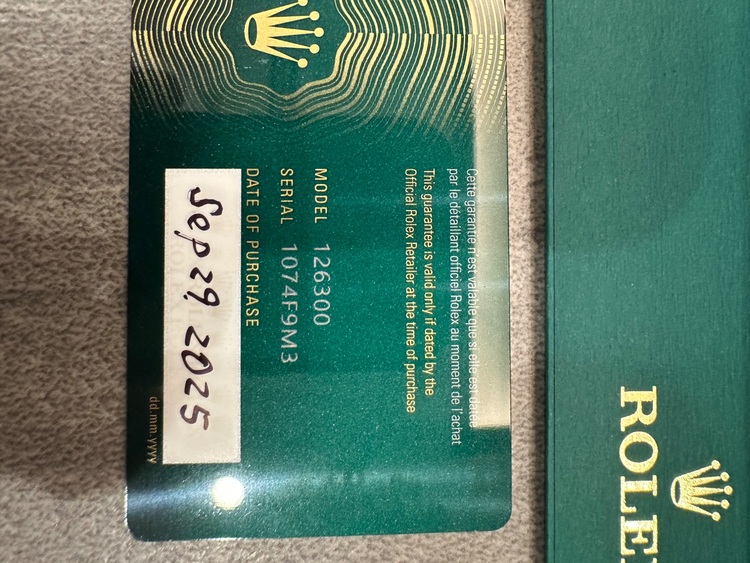 Cette garantie n'est valable que si elle est datée
par le détaillant officiel Rolex au moment de l'achat
This guarantee is valid only if dated by the
Official Rolex Retailer at the time of purchase
MODEL 126300
SERIAL 1074F9M3
DATE OF PURCHASE
Sep 29, 2025
dd.mm.yyyy
ROLE